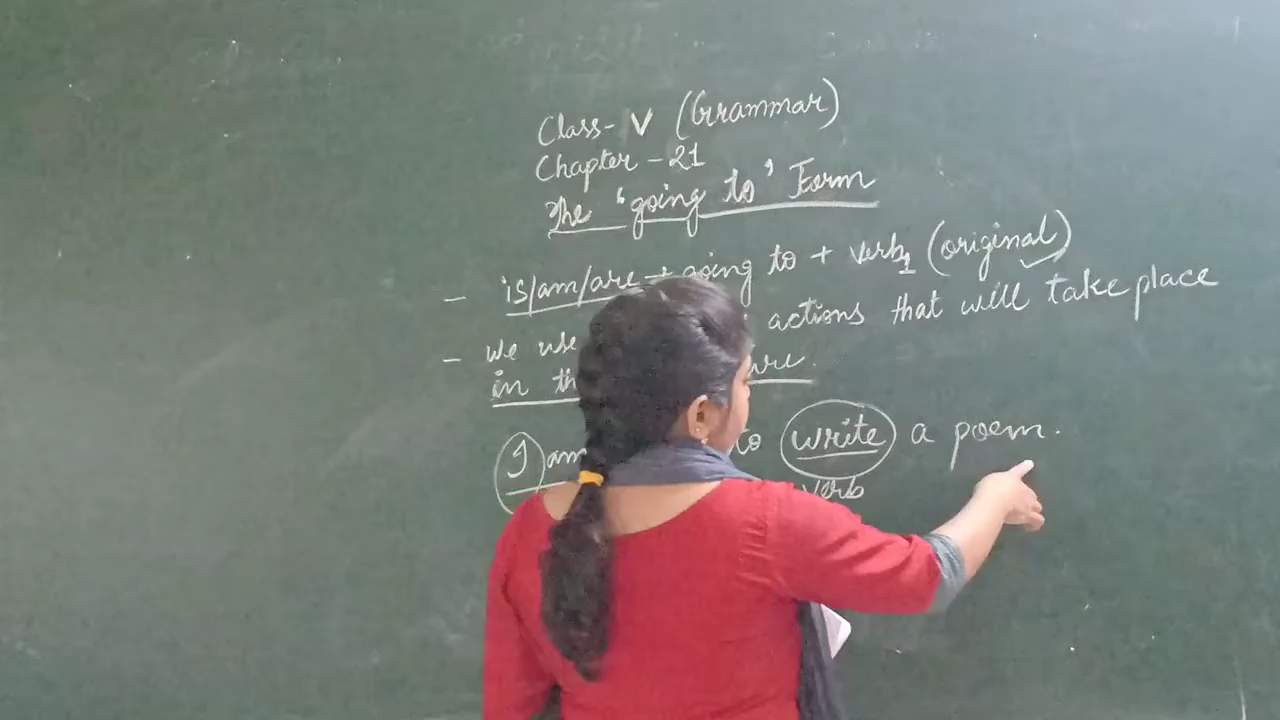 Class- V (Grammar)
Chapter - 21
The 'going to' Form
- is/am/are + going to + verb1 (original)
- we use actions that will take place
in
I am to write a poem.
verb